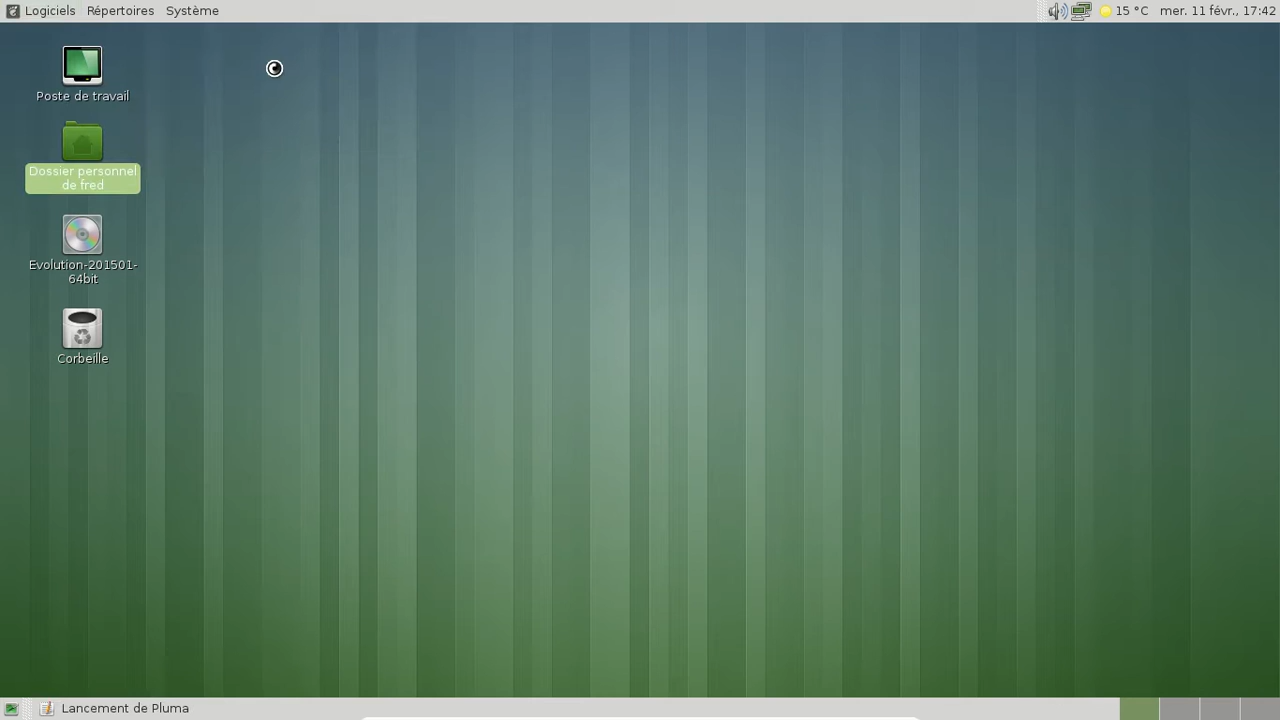 Logiciels Répertoires Système 15 °C mer. 11 févr., 17:42
Poste de travail
Dossier personnel
de fred
Evolution-201501-
64bit
Corbeille
Lancement de Pluma